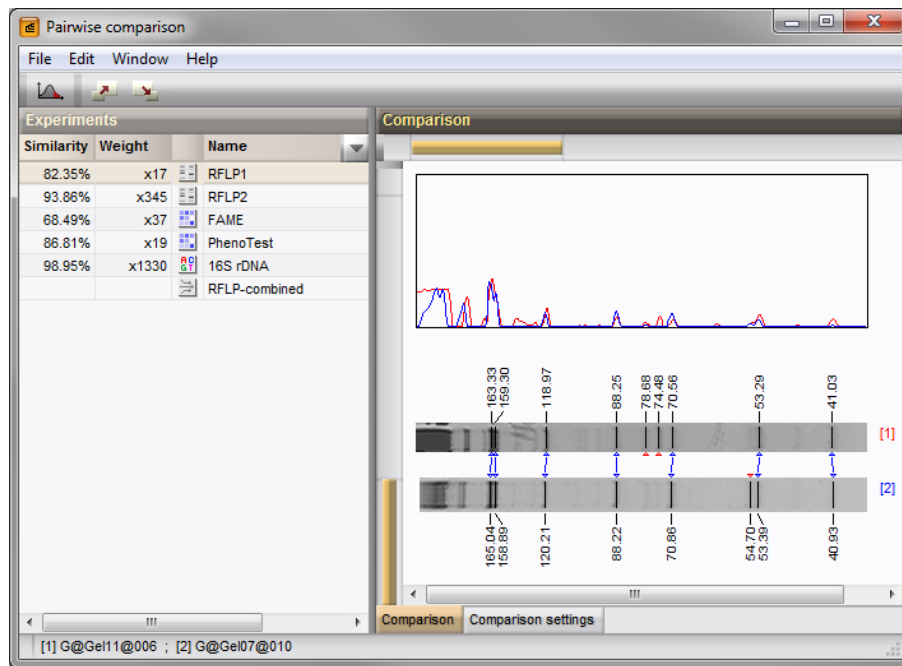 Pairwise comparison
File Edit Window Help
Experiments
Similarity Weight Name
82.35% x17 RFLP1
93.86% x345 RFLP2
68.49% x37 FAME
86.81% x19 PhenoTest
98.95% x1330 16S rDNA
RFLP-combined
Comparison
163.33 159.30 118.97 88.25 78.68 74.48 70.56 53.29 41.03
[1]
[2]
165.04 158.89 120.21 88.22 70.86 54.70 53.39 40.93
Comparison Comparison settings
[1] G@Gel11@006 ; [2] G@Gel07@010